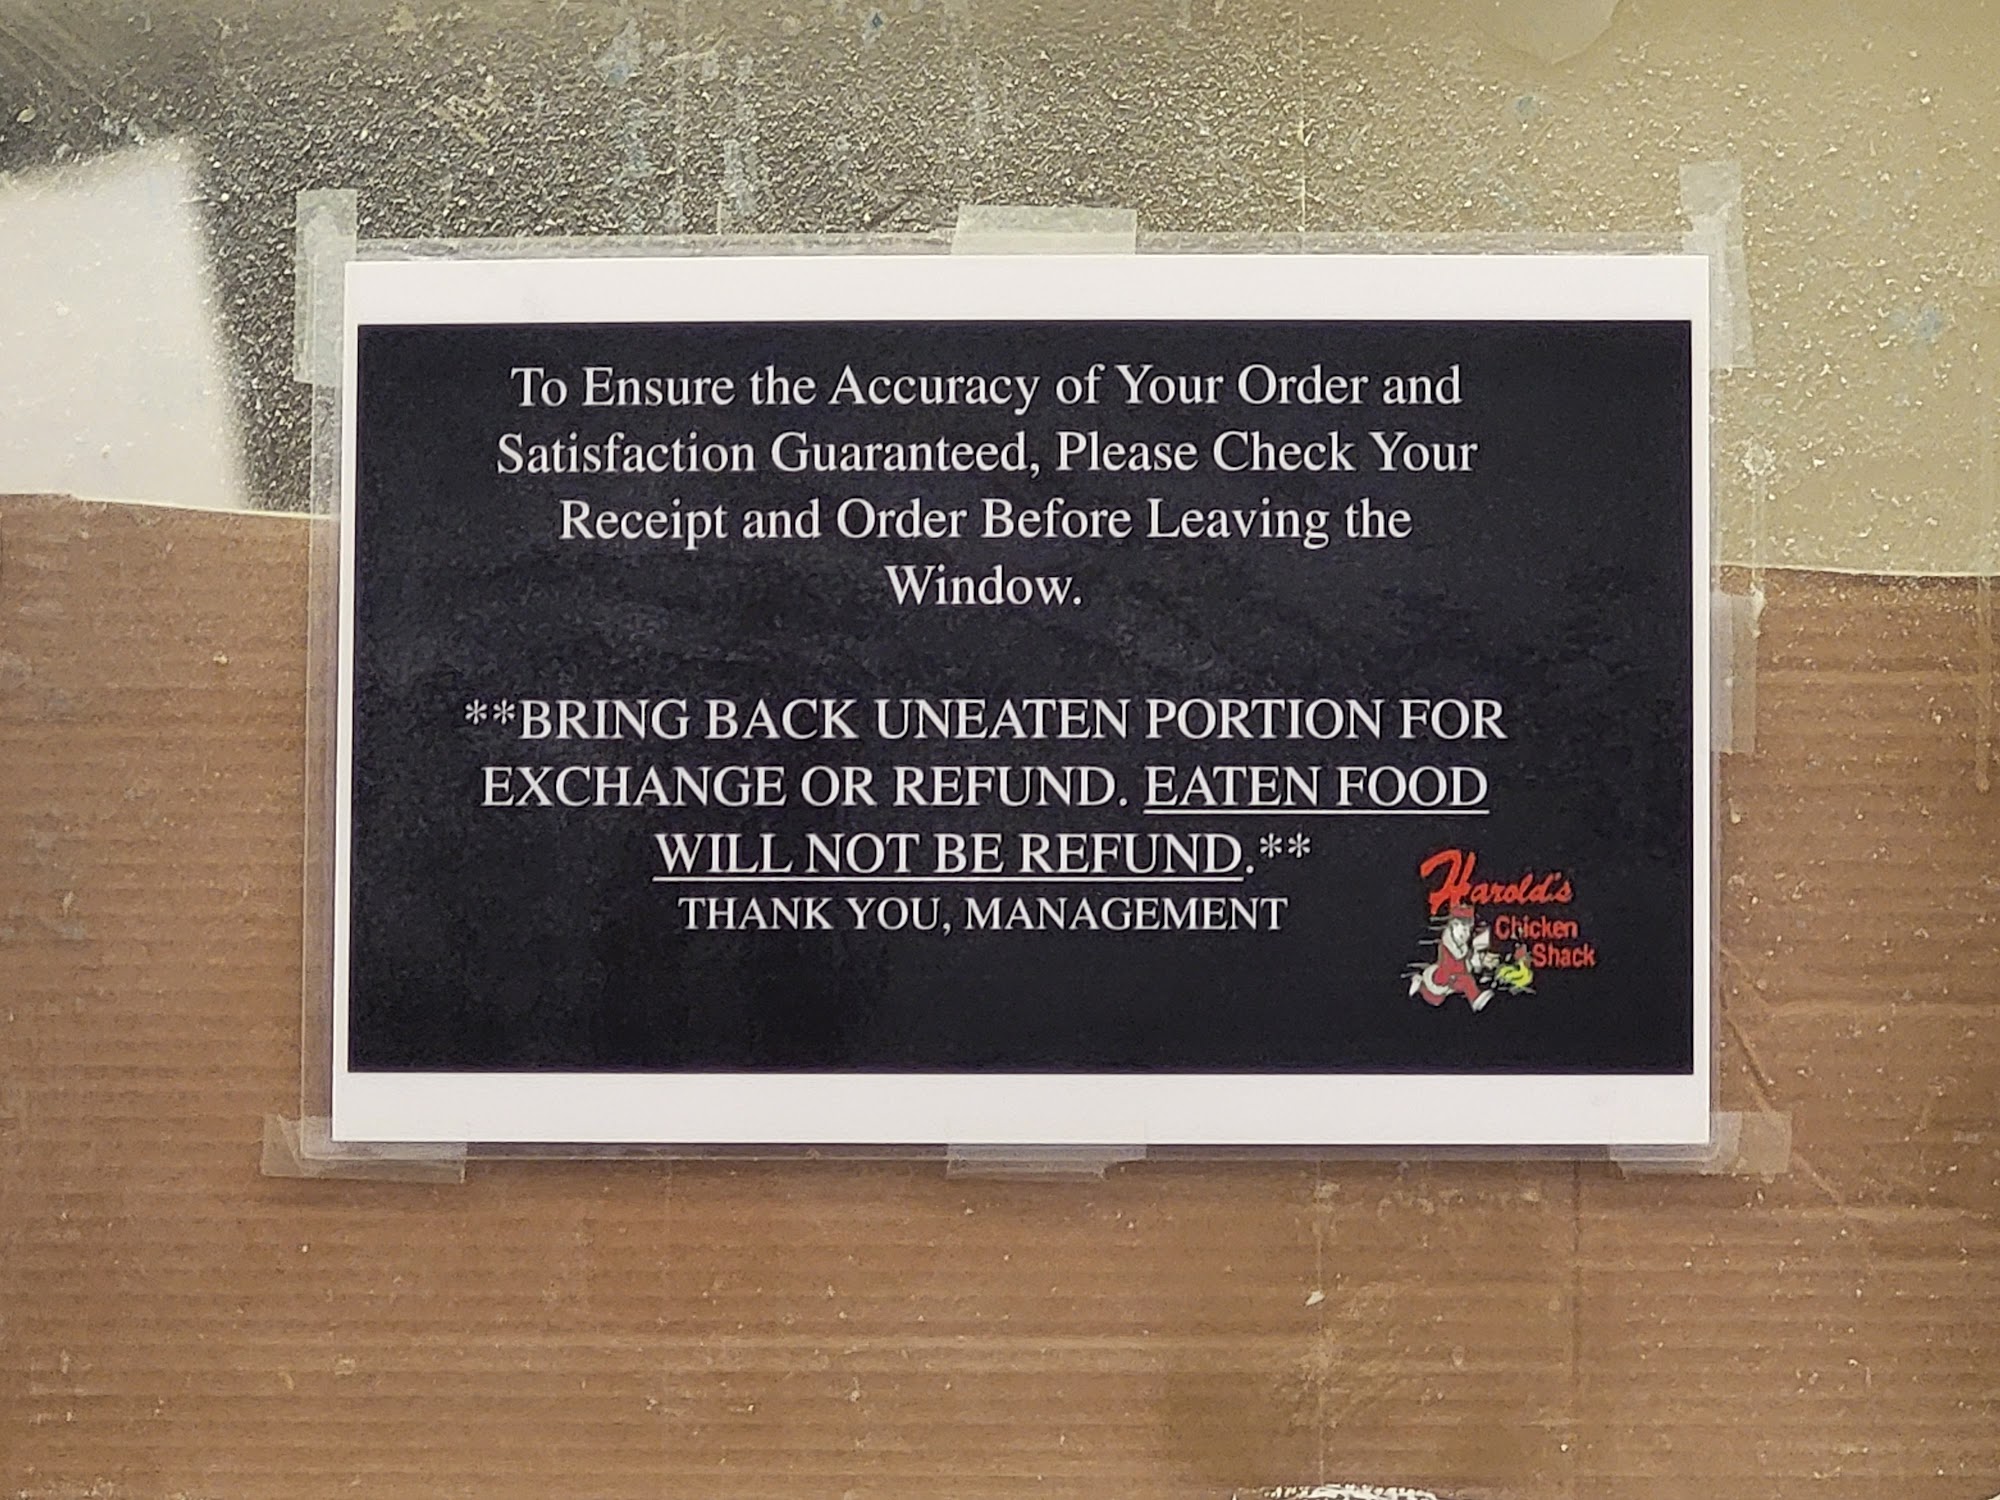 To Ensure the Accuracy of Your Order and
Satisfaction Guaranteed, Please Check Your
Receipt and Order Before Leaving the
Window.
**BRING BACK UNEATEN PORTION FOR
EXCHANGE OR REFUND. EATEN FOOD
WILL NOT BE REFUND.**
THANK YOU, MANAGEMENT
Harold's
Chicken
Shack